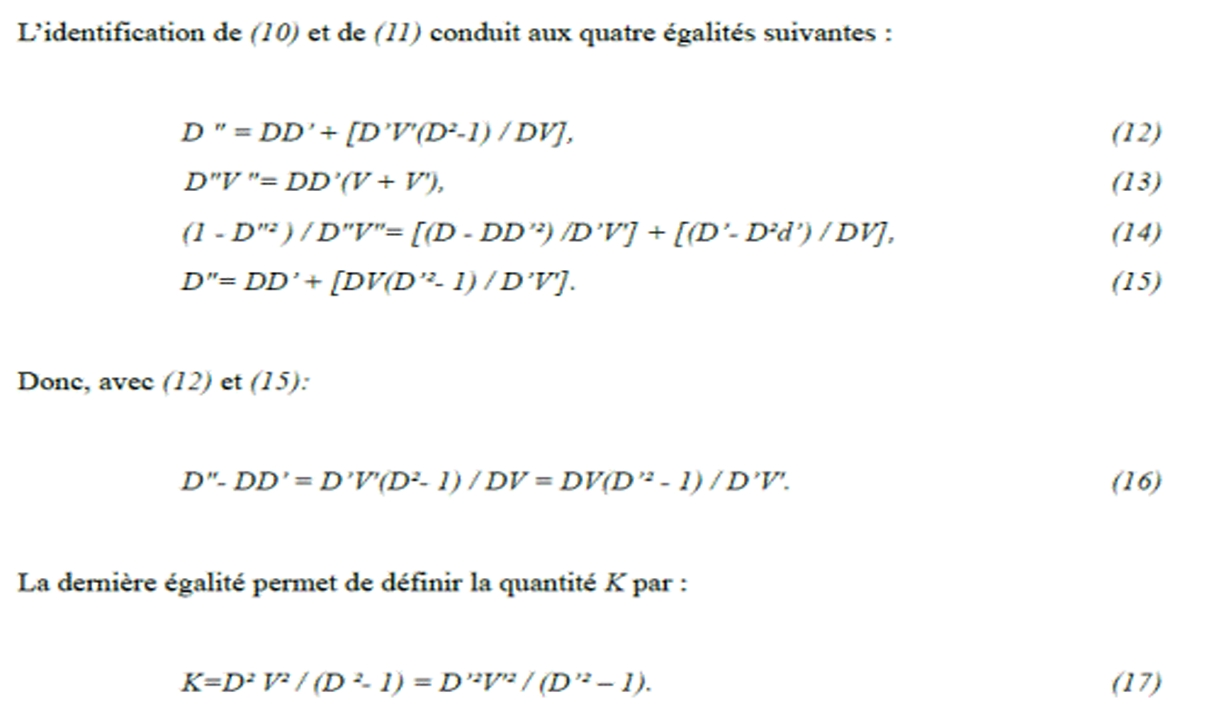 L’identification de (10) et de (11) conduit aux quatre égalités suivantes :
D " = DD’ + [D’V'(D²-1) / DV], (12)
D"V "= DD’(V + V'), (13)
(1 - D"² ) / D"V"= [(D - DD’²) /D’V'] + [(D’- D²d’) / DV], (14)
D"= DD’ + [DV(D’²- 1) / D’V']. (15)
Donc, avec (12) et (15):
D"- DD’ = D’V'(D²- 1) / DV = DV(D’² - 1) / D’V'. (16)
La dernière égalité permet de définir la quantité K par :
K=D² V² / (D ²- 1) = D’²V'² / (D’² – 1). (17)